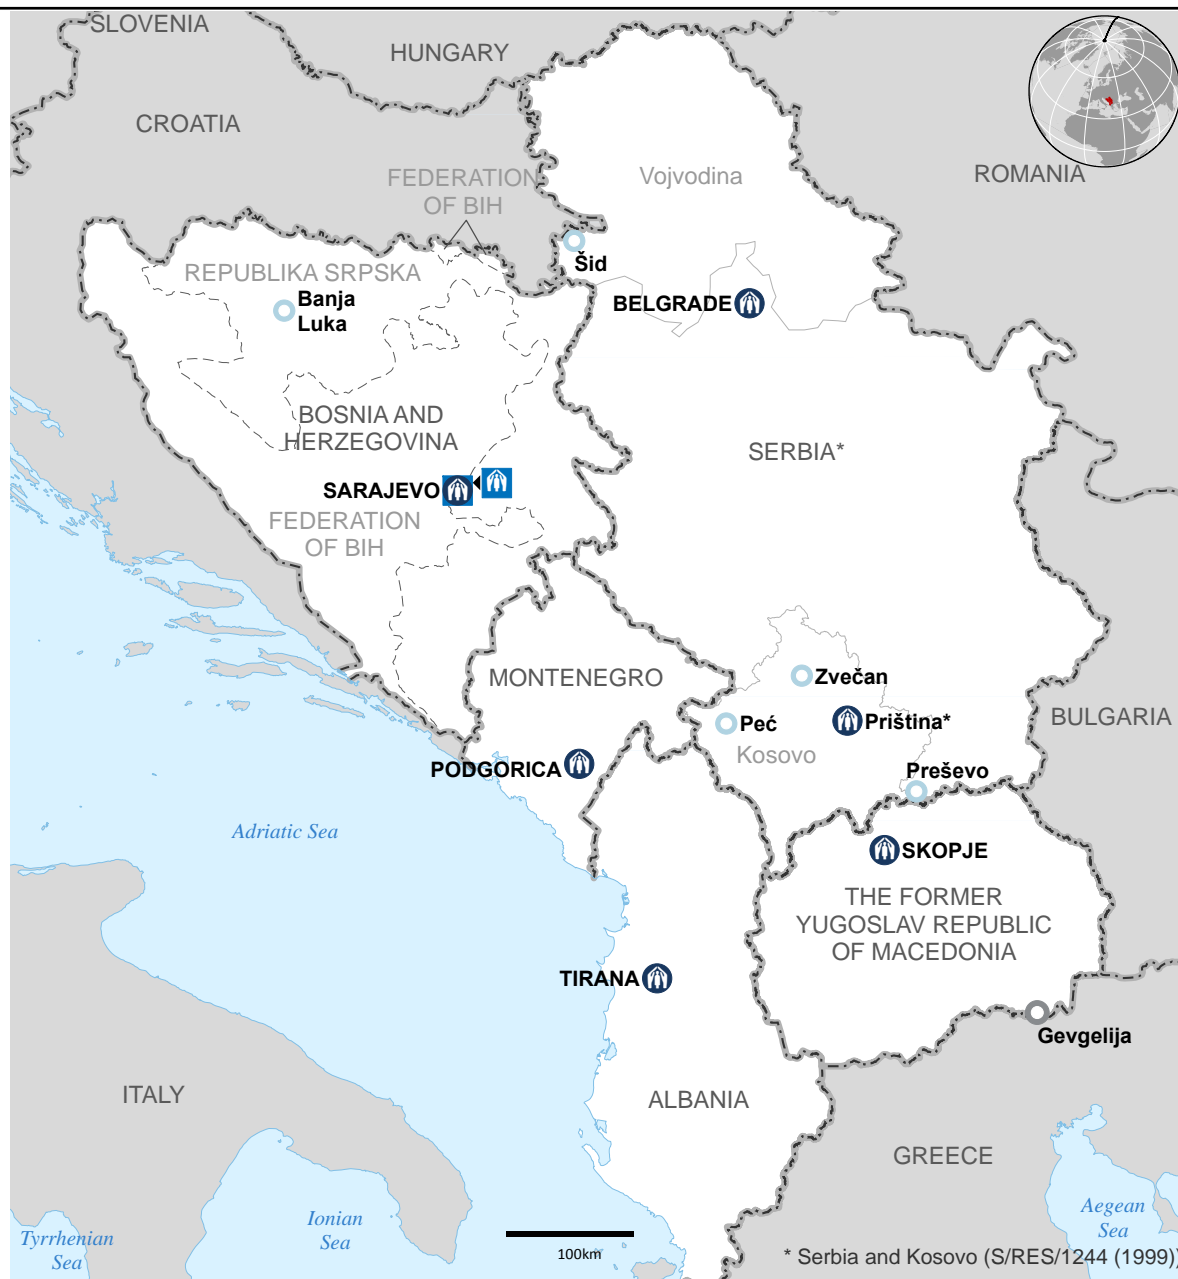 SLOVENIA
HUNGARY
CROATIA
ROMANIA
FEDERATION
OF BIH
Vojvodina
Šid
REPUBLIKA SRPSKA
Banja
Luka
BELGRADE
BOSNIA AND
HERZEGOVINA
SERBIA*
SARAJEVO
FEDERATION
OF BIH
MONTENEGRO
Zvečan
Peć
Priština*
BULGARIA
Kosovo
PODGORICA
Preševo
Adriatic Sea
SKOPJE
THE FORMER
YUGOSLAV REPUBLIC
OF MACEDONIA
TIRANA
Gevgelija
ITALY
ALBANIA
GREECE
Ionian
Sea
Aegean
Sea
Tyrrhenian
Sea
100km
* Serbia and Kosovo (S/RES/1244 (1999))